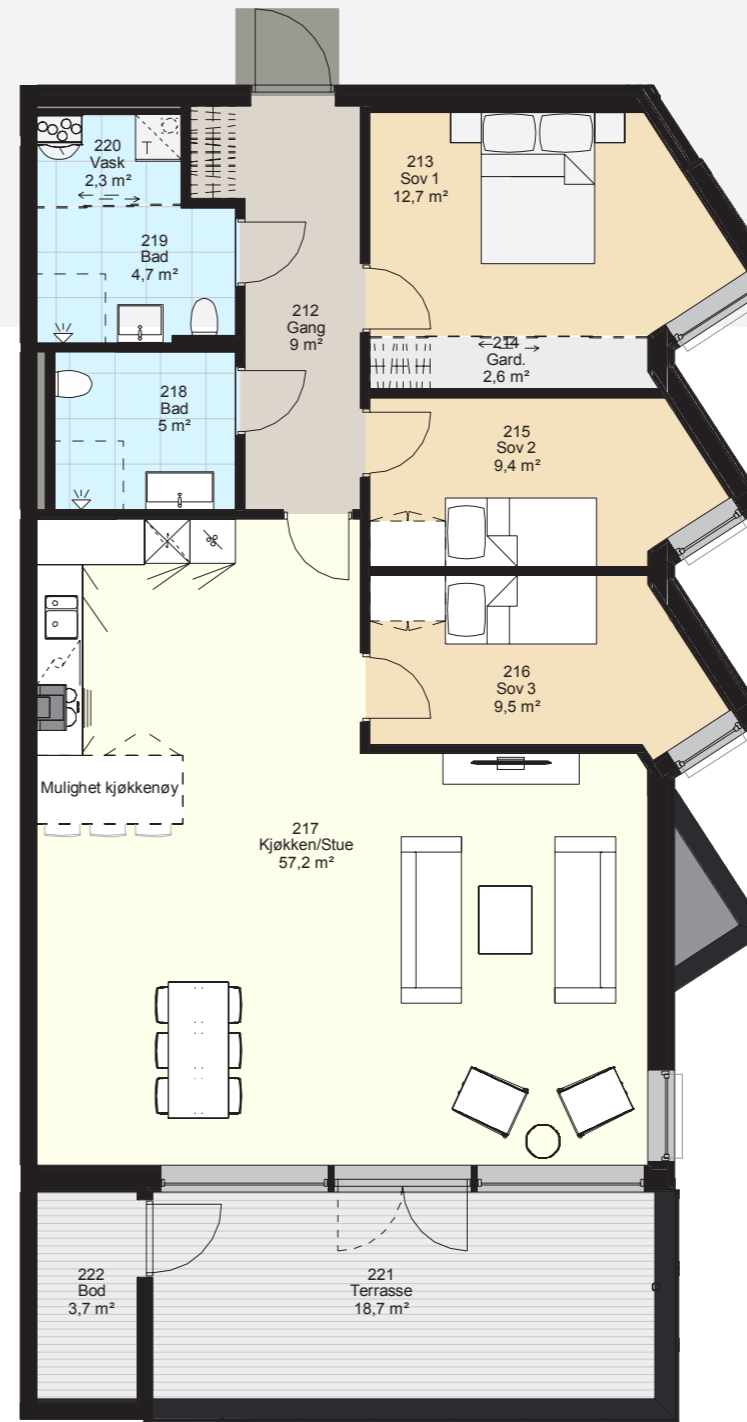 220
Vask
2,3 m²
T
213
Sov 1
12,7 m²
219
Bad
4,7 m²
212
Gang
9 m²
214
Gard.
2,6 m²
218
Bad
5 m²
215
Sov 2
9,4 m²
216
Sov 3
9,5 m²
Mulighet kjøkkenøy
217
Kjøkken/Stue
57,2 m²
222
Bod
3,7 m²
221
Terrasse
18,7 m²